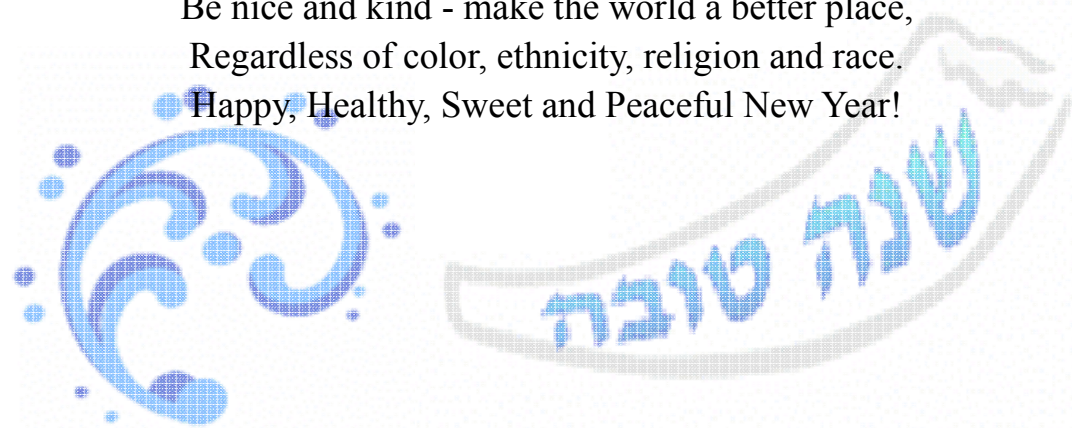 Be nice and kind - make the world a better place,
Regardless of color, ethnicity, religion and race.
Happy, Healthy, Sweet and Peaceful New Year!
שנה טובה